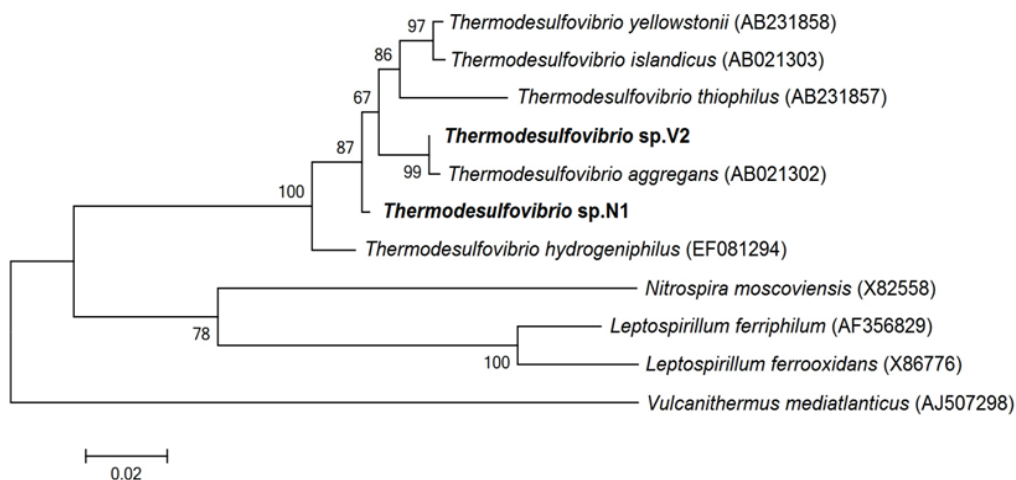 97
Thermodesulfovibrio yellowstonii (AB231858)
86
Thermodesulfovibrio islandicus (AB021303)
67
Thermodesulfovibrio thiophilus (AB231857)
87
Thermodesulfovibrio sp.V2
99
Thermodesulfovibrio aggregans (AB021302)
100
Thermodesulfovibrio sp.N1
Thermodesulfovibrio hydrogeniphilus (EF081294)
Nitrospira moscoviensis (X82558)
78
Leptospirillum ferriphilum (AF356829)
100
Leptospirillum ferrooxidans (X86776)
Vulcanithermus mediatlanticus (AJ507298)
0.02